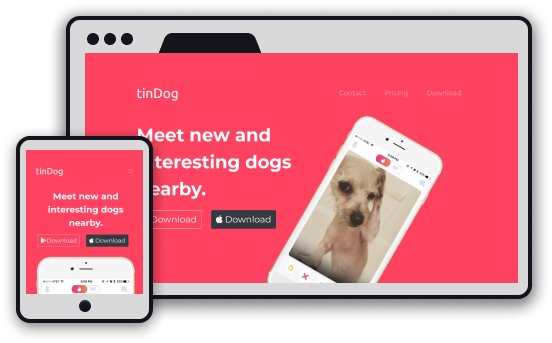 tinDog
Contact Pricing Download
Meet new and
interesting dogs
nearby.
Download Download
tinDog
Meet new and
interesting dogs
nearby.
Download Download